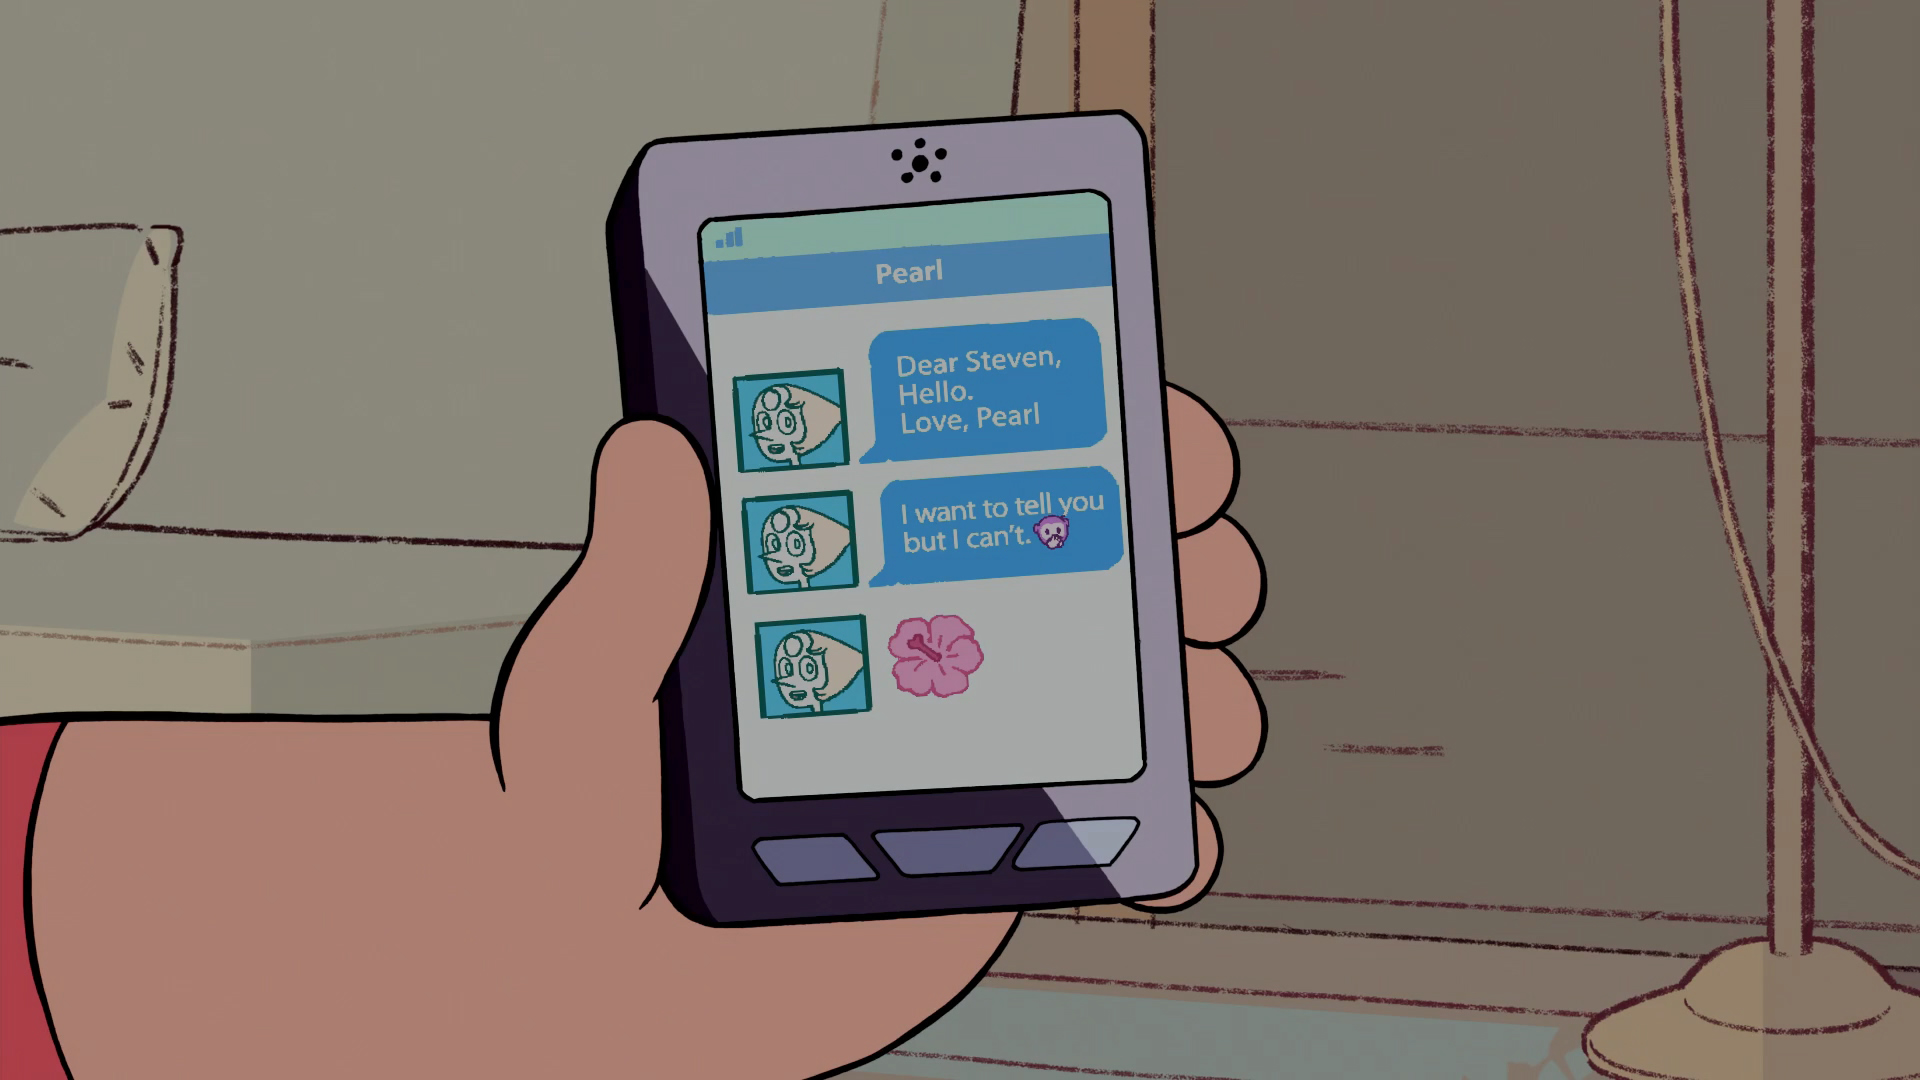 Pearl
Dear Steven,
Hello.
Love, Pearl
I want to tell you
but I can't.